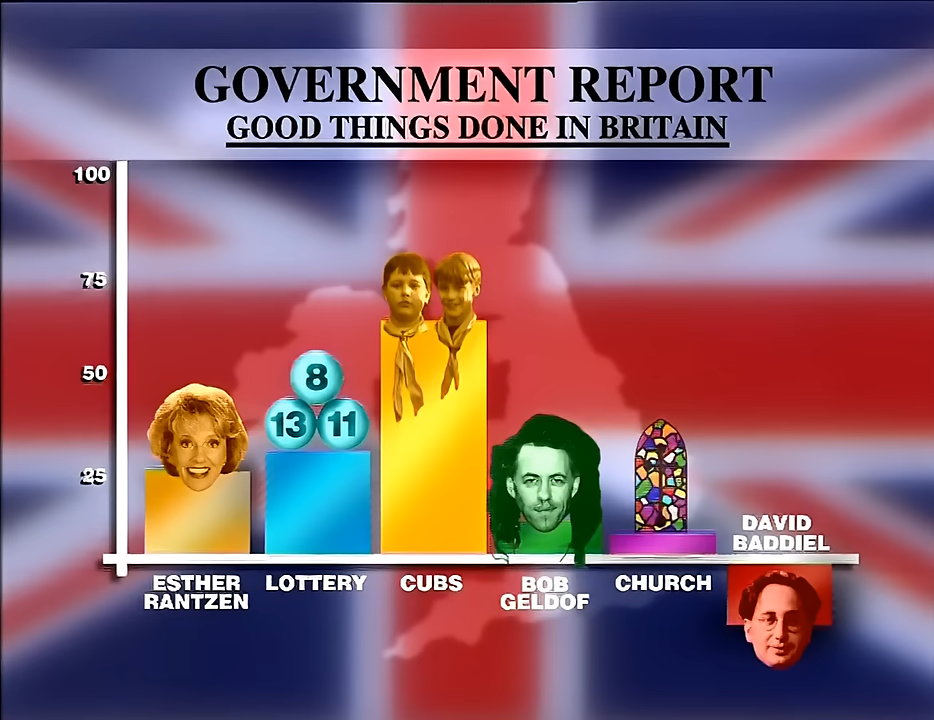 GOVERNMENT REPORT
GOOD THINGS DONE IN BRITAIN
100
75
50
25
8
13
11
DAVID
BADDIEL
ESTHER
RANTZEN
LOTTERY
CUBS
BOB
GELDOF
CHURCH